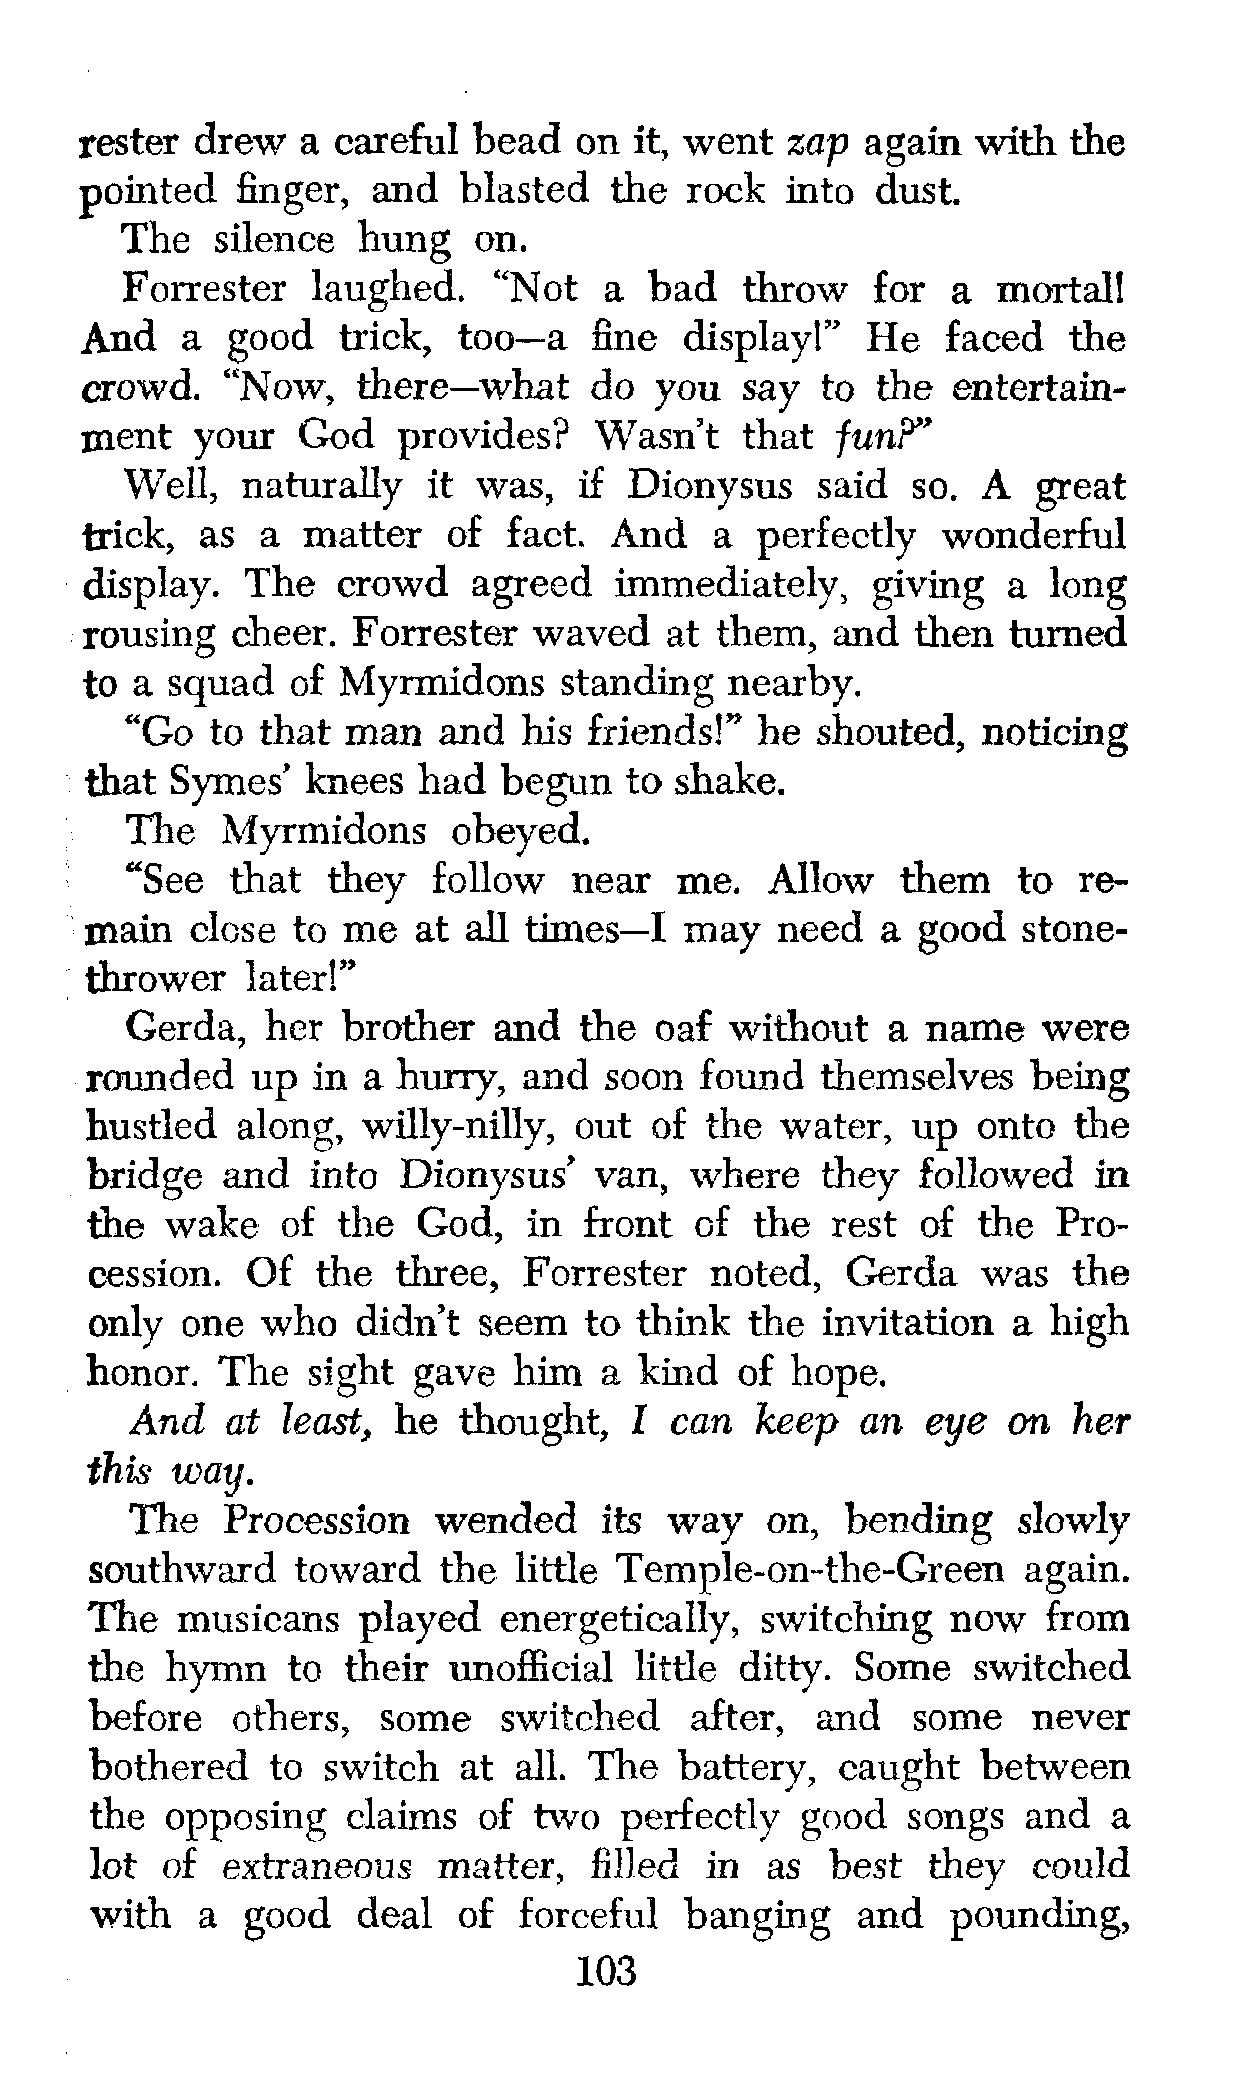 rester drew a careful bead on it, went zap again with the
pointed finger, and blasted the rock into dust.
The silence hung on.
Forrester laughed. “Not a bad throw for a mortal!
And a good trick, too—a fine display!” He faced the
crowd. “Now, there—what do you say to the entertain-
ment your God provides? Wasn’t that fun?”
Well, naturally it was, if Dionysus said so. A great
trick, as a matter of fact. And a perfectly wonderful
display. The crowd agreed immediately, giving a long
rousing cheer. Forrester waved at them, and then turned
to a squad of Myrmidons standing nearby.
“Go to that man and his friends!” he shouted, noticing
that Symes’ knees had begun to shake.
The Myrmidons obeyed.
“See that they follow near me. Allow them to re-
main close to me at all times—I may need a good stone-
thrower later!”
Gerda, her brother and the oaf without a name were
rounded up in a hurry, and soon found themselves being
hustled along, willy-nilly, out of the water, up onto the
bridge and into Dionysus’ van, where they followed in
the wake of the God, in front of the rest of the Pro-
cession. Of the three, Forrester noted, Gerda was the
only one who didn’t seem to think the invitation a high
honor. The sight gave him a kind of hope.
And at least, he thought, I can keep an eye on her
this way.
The Procession wended its way on, bending slowly
southward toward the little Temple-on-the-Green again.
The musicans played energetically, switching now from
the hymn to their unofficial little ditty. Some switched
before others, some switched after, and some never
bothered to switch at all. The battery, caught between
the opposing claims of two perfectly good songs and a
lot of extraneous matter, filled in as best they could
with a good deal of forceful banging and pounding,
103